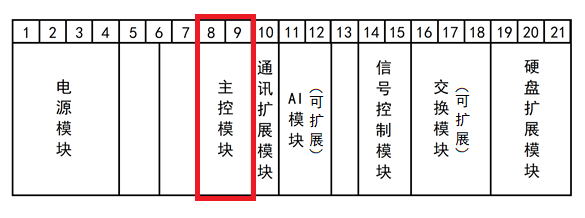 1 2 3 4 5 6 7 8 9 10 11 12 13 14 15 16 17 18 19 20 21
电源模块
主控模块
通讯扩展模块
AI模块
(可扩展)
信号控制模块
交换模块
(可扩展)
硬盘扩展模块